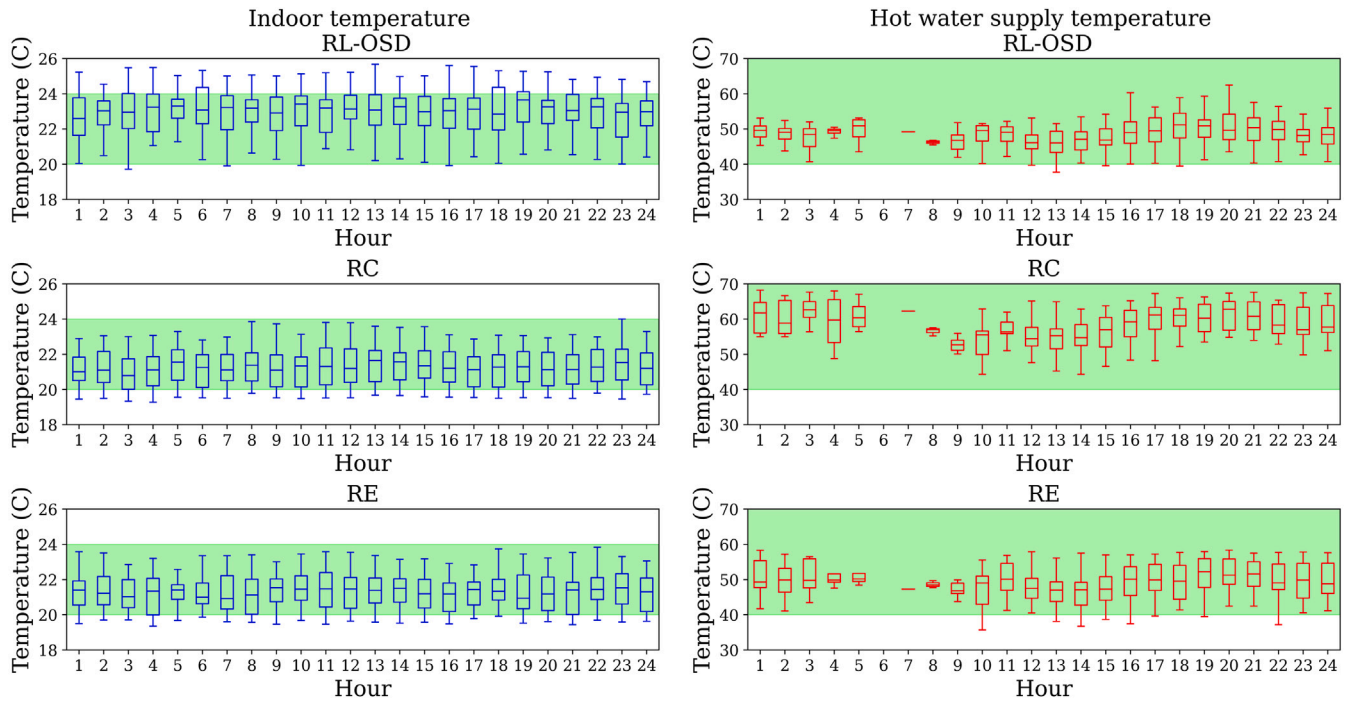 Indoor temperature
RL-OSD
Temperature (C)
26
24
22
20
18
1 2 3 4 5 6 7 8 9 10 11 12 13 14 15 16 17 18 19 20 21 22 23 24
Hour
Hot water supply temperature
RL-OSD
70
60
50
40
30
Temperature (C)
1 2 3 4 5 6 7 8 9 10 11 12 13 14 15 16 17 18 19 20 21 22 23 24
Hour
RC
Temperature (C)
26
24
22
20
18
1 2 3 4 5 6 7 8 9 10 11 12 13 14 15 16 17 18 19 20 21 22 23 24
Hour
RC
Temperature (C)
70
60
50
40
30
1 2 3 4 5 6 7 8 9 10 11 12 13 14 15 16 17 18 19 20 21 22 23 24
Hour
RE
Temperature (C)
26
24
22
20
18
1 2 3 4 5 6 7 8 9 10 11 12 13 14 15 16 17 18 19 20 21 22 23 24
Hour
RE
Temperature (C)
70
60
50
40
30
1 2 3 4 5 6 7 8 9 10 11 12 13 14 15 16 17 18 19 20 21 22 23 24
Hour